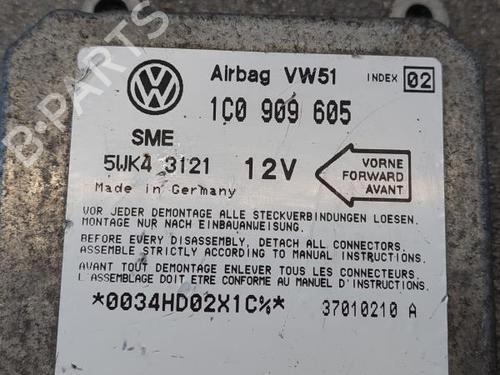 Airbag VW51 INDEX 02
1C0 909 605
SME
5WK4 3121 12V
VORNE
FORWARD
AVANT
Made in Germany
VOR JEDER DEMONTAGE ALLE STECKVERBINDUNGEN LOESEN.
MONTAGE NUR NACH EINBAUANWEISUNG.
BEFORE EVERY DISASSEMBLY, DETACH ALL CONNECTORS.
ASSEMBLE STRICTLY ACCORDING TO MANUAL INSTRUCTIONS.
AVANT TOUT DEMONTAGE ENLEVER TOUS LES CONNECTEURS.
L'ASSEMBLAGE DOIT ETRE CONFORME AU MANUEL D'INSTRUCTIONS.
*0034HD02X1C%* 37010210 A
B-PARTS